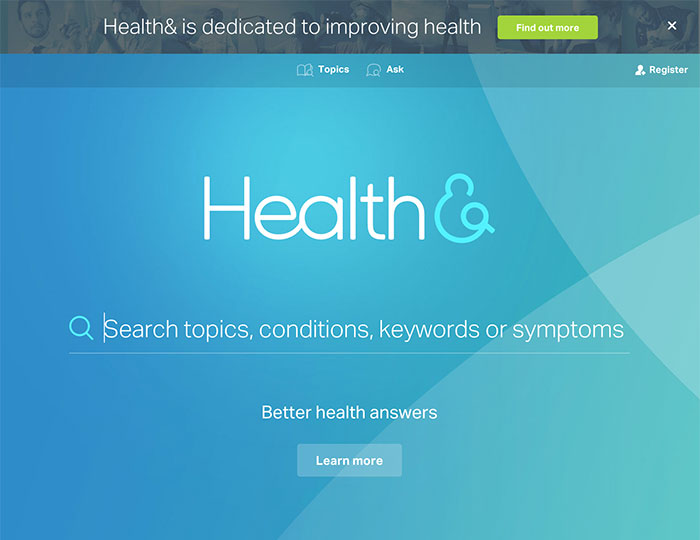 Health& is dedicated to improving health
Find out more
Topics
Ask
Register
Health&
Search topics, conditions, keywords or symptoms
Better health answers
Learn more